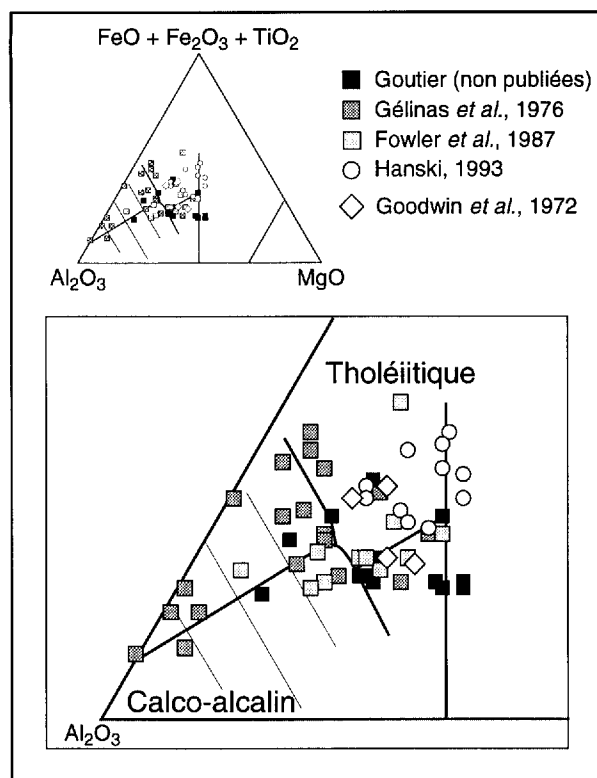 FeO + Fe₂O₃ + TiO₂
Goutier (non publiées)
Gélinas et al., 1976
Fowler et al., 1987
Hanski, 1993
Goodwin et al., 1972
Al₂O₃
MgO
Tholéiitique
Calco-alcalin
Al₂O₃